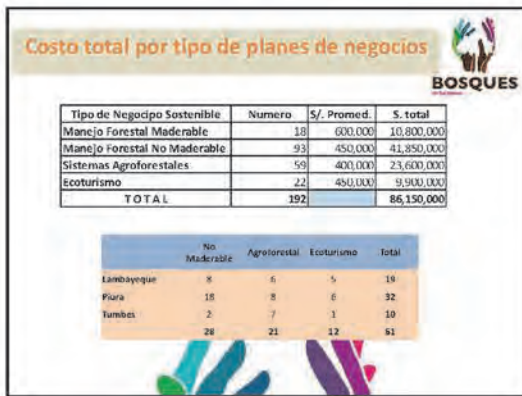 Costo total por tipo de planes de negocios
BOSQUES
Tipo de Negocipo Sostenible Numero S/. Promed. S. total
Manejo Forestal Maderable 18 600,000 10,800,000
Manejo Forestal No Maderable 93 450,000 41,850,000
Sistemas Agroforestales 59 400,000 23,600,000
Ecoturismo 22 450,000 9,900,000
TOTAL 192 86,150,000
No Maderable Agroforestal Ecoturismo Total
Lambayeque 8 6 5 19
Piura 18 8 6 32
Tumbes 2 7 1 10
28 21 12 61